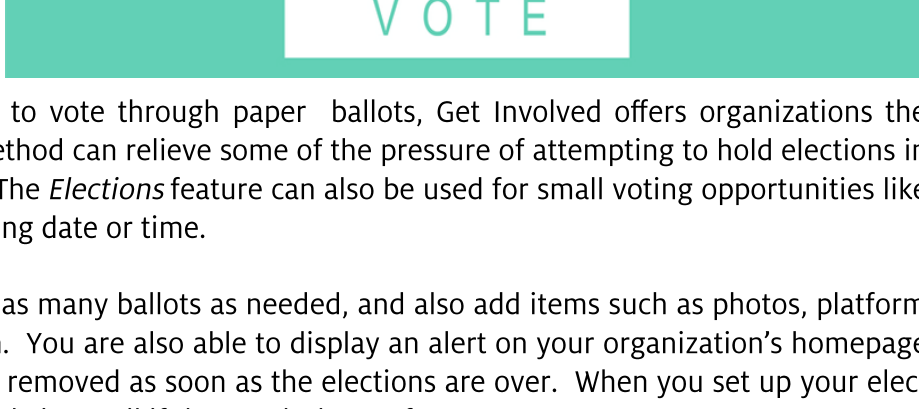 VOTE
to vote through paper ballots, Get Involved offers organizations the
can relieve some of the pressure of attempting to hold elections in
The Elections feature can also be used for small voting opportunities like
ng date or time.
as many ballots as needed, and also add items such as photos, platform
You are also able to display an alert on your organization’s homepage
removed as soon as the elections are over. When you set up your elec